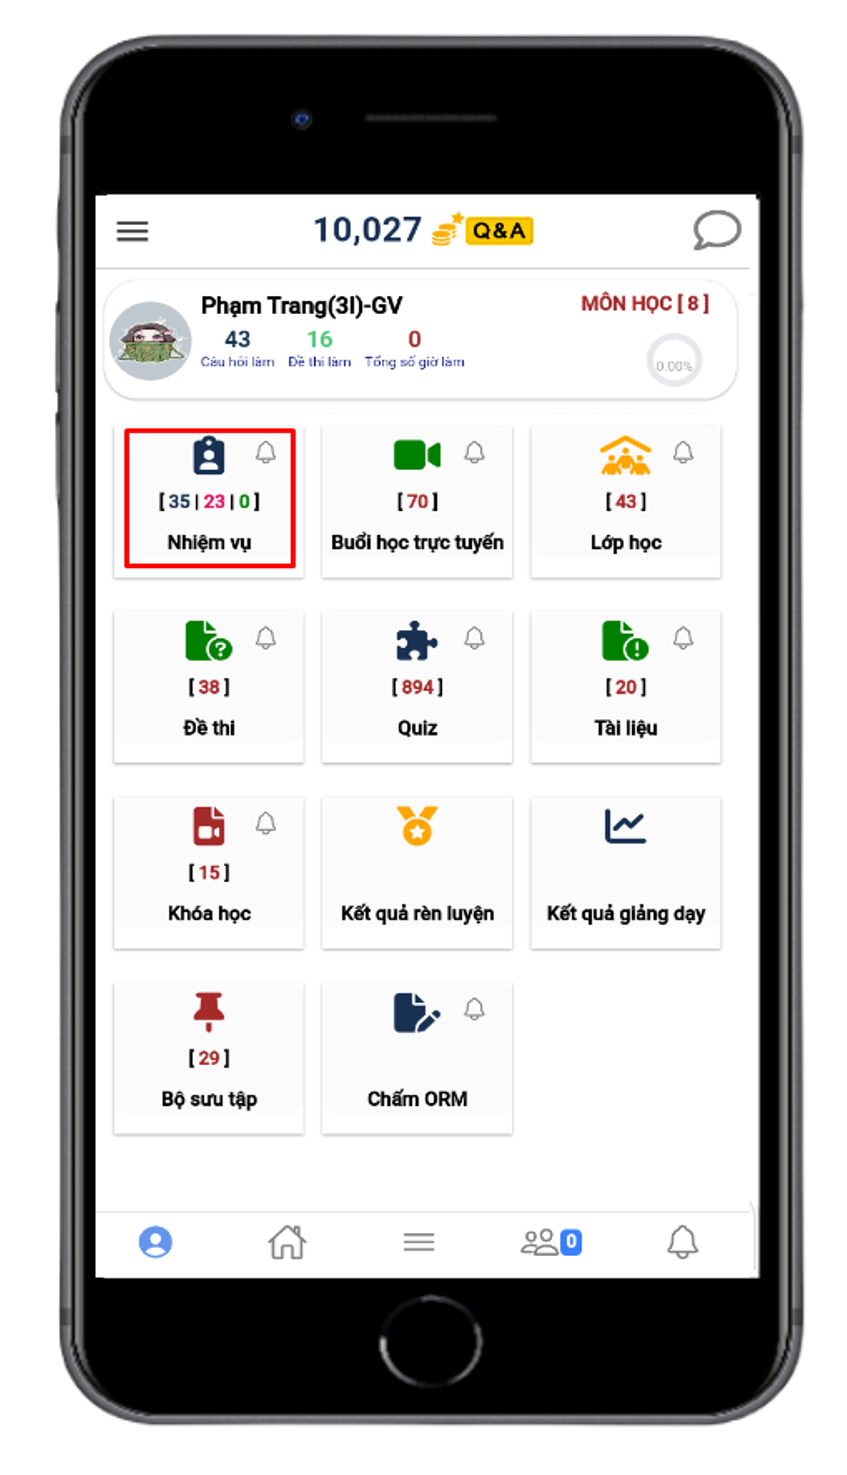 10,027 Q&A
Phạm Trang(3I)-GV
MÔN HỌC [ 8 ]
43 16 0
Câu hỏi làm Đề thi làm Tổng số giờ làm
0.00%
[ 35 | 23 | 0 ] [ 70 ] [ 43 ]
Nhiệm vụ Buổi học trực tuyến Lớp học
[ 38 ] [ 894 ] [ 20 ]
Đề thi Quiz Tài liệu
[ 15 ]
Khóa học Kết quả rèn luyện Kết quả giảng dạy
[ 29 ]
Bộ sưu tập Chấm ORM
0